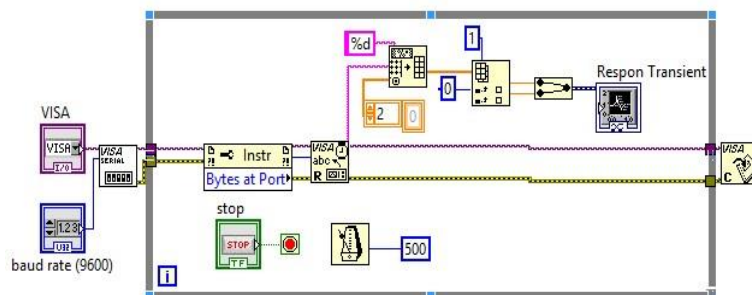 %d
1
Respon Transient
0
2
0
VISA
VISA
I/O
VISA
SERIAL
Instr
Bytes at Port
VISA
abc
R
VISA
C
1.23
U32
baud rate (9600)
stop
STOP
TF
500
i